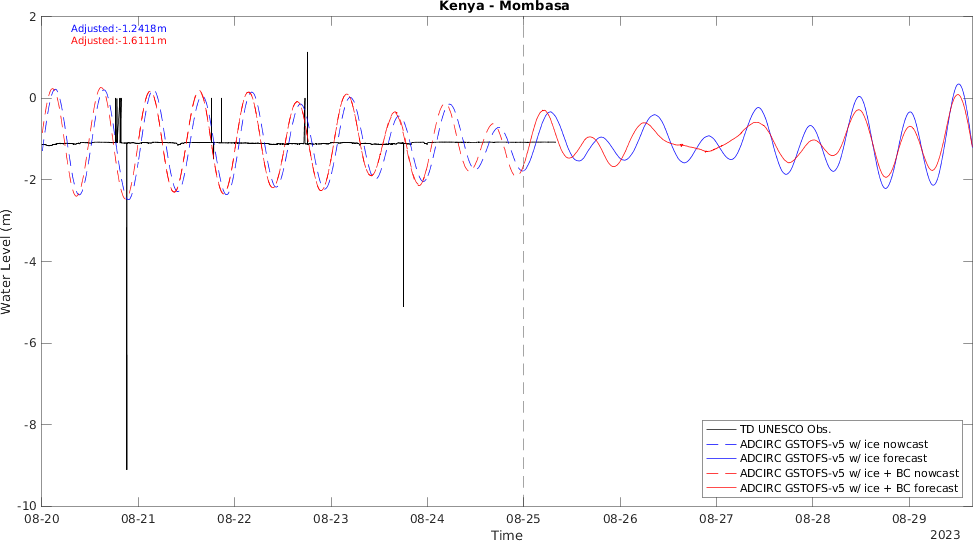 Kenya - Mombasa
Adjusted:-1.2418m
Adjusted:-1.6111m
2
0
-2
-4
-6
-8
-10
Water Level (m)
08-20
08-21
08-22
08-23
08-24
08-25
08-26
08-27
08-28
08-29
Time
2023
TD UNESCO Obs.
ADCIRC GSTOFS-v5 w/ ice nowcast
ADCIRC GSTOFS-v5 w/ ice forecast
ADCIRC GSTOFS-v5 w/ ice + BC nowcast
ADCIRC GSTOFS-v5 w/ ice + BC forecast